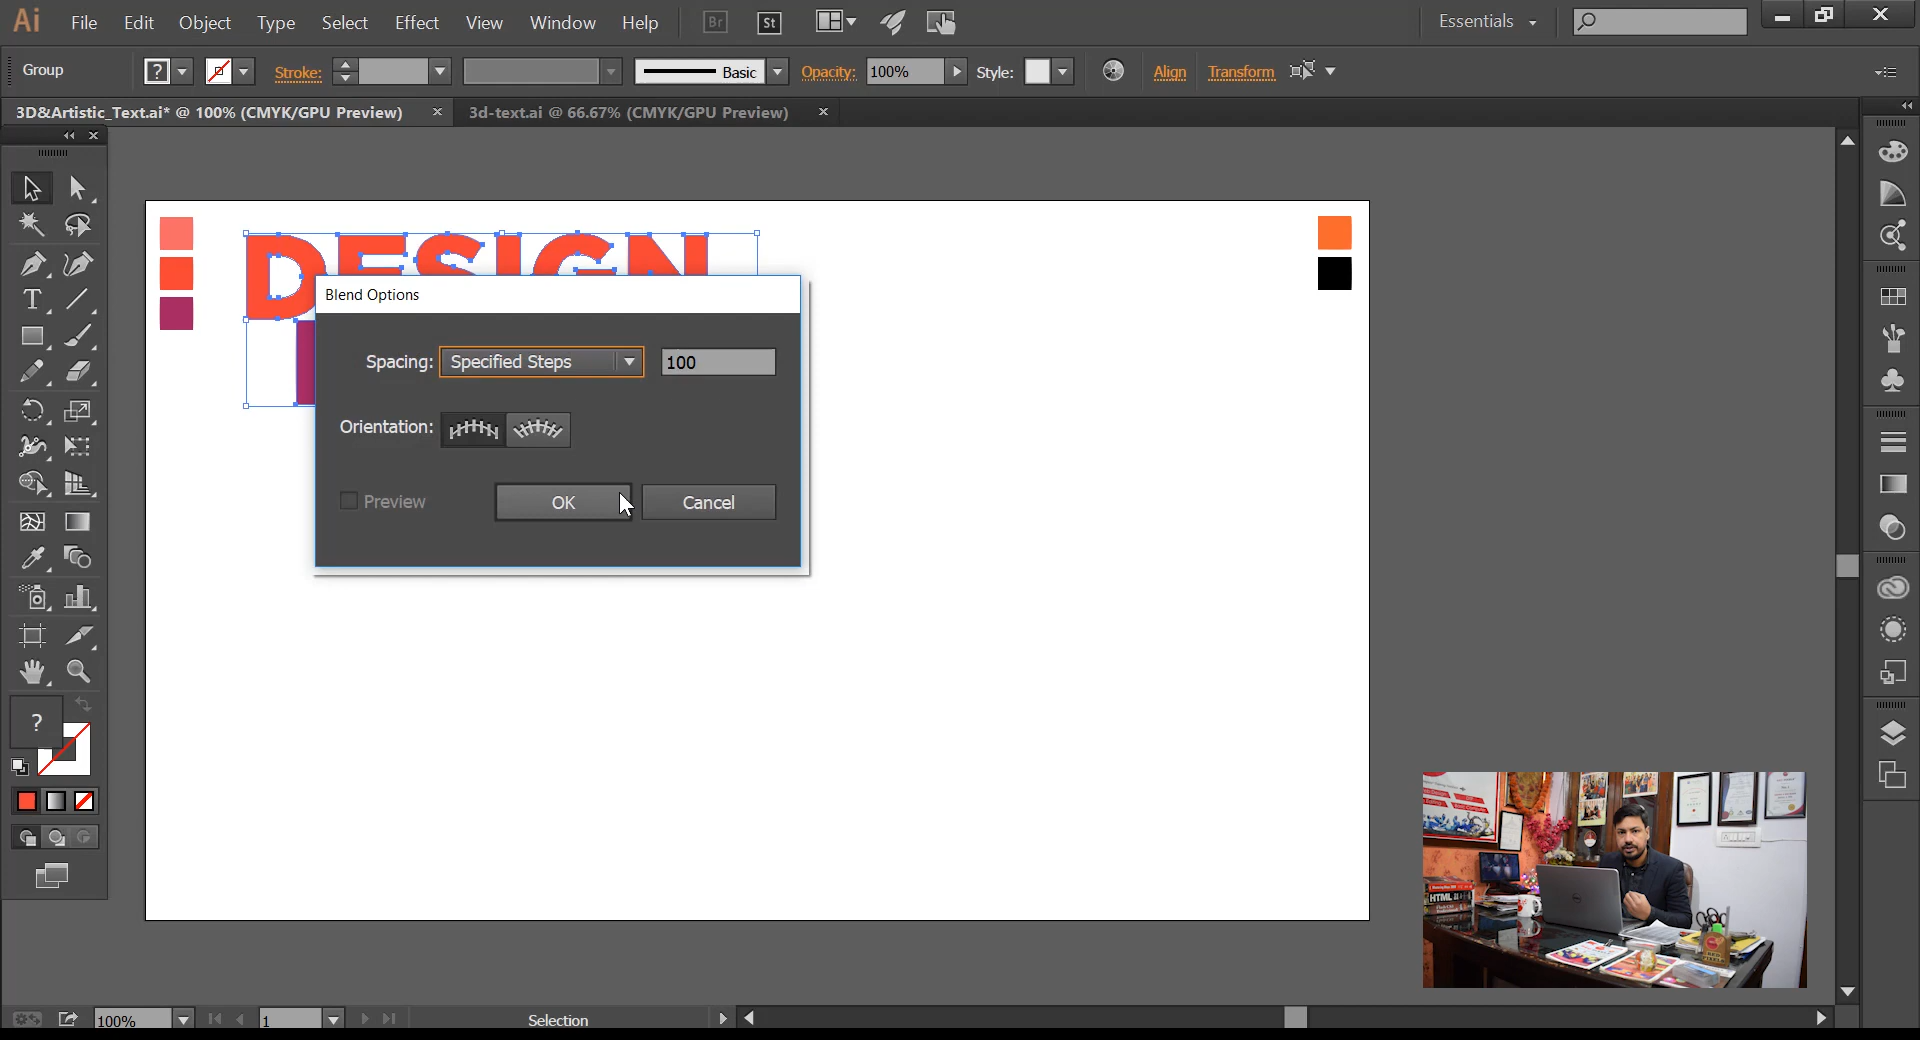 Ai File Edit Object Type Select Effect View Window Help Br St Essentials
Group ? Stroke: Basic Opacity: 100% Style: Align Transform
3D&Artistic_Text.ai* @ 100% (CMYK/GPU Preview) 3d-text.ai @ 66.67% (CMYK/GPU Preview)
DESIGN
Blend Options
Spacing: Specified Steps 100
Orientation:
Preview OK Cancel
T
?
HTML
100% 1 Selection